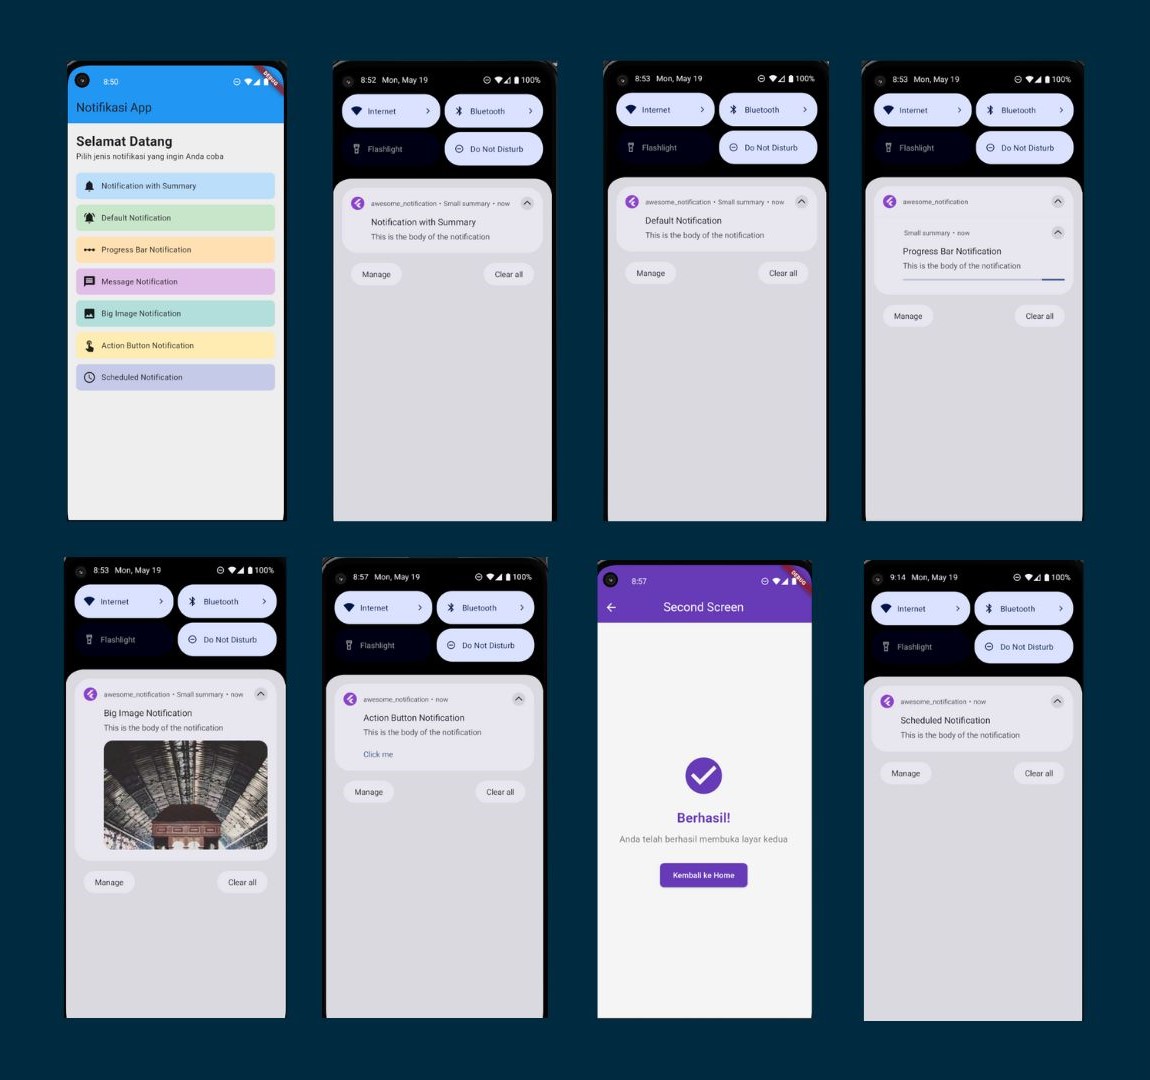 8:50
DEBUG
Notifikasi App
Selamat Datang
Pilih jenis notifikasi yang ingin Anda coba
Notification with Summary
Default Notification
Progress Bar Notification
Message Notification
Big Image Notification
Action Button Notification
Scheduled Notification
8:52 Mon, May 19 100%
Internet Bluetooth
Flashlight Do Not Disturb
awesome_notification • Small summary • now
Notification with Summary
This is the body of the notification
Manage Clear all
8:53 Mon, May 19 100%
Internet Bluetooth
Flashlight Do Not Disturb
awesome_notification • Small summary • now
Default Notification
This is the body of the notification
Manage Clear all
8:53 Mon, May 19 100%
Internet Bluetooth
Flashlight Do Not Disturb
awesome_notification
Small summary • now
Progress Bar Notification
This is the body of the notification
Manage Clear all
8:53 Mon, May 19 100%
Internet Bluetooth
Flashlight Do Not Disturb
awesome_notification • Small summary • now
Big Image Notification
This is the body of the notification
Manage Clear all
8:57 Mon, May 19 100%
Internet Bluetooth
Flashlight Do Not Disturb
awesome_notification • now
Action Button Notification
This is the body of the notification
Click me
Manage Clear all
8:57
DEBUG
Second Screen
Berhasil!
Anda telah berhasil membuka layar kedua
Kembali ke Home
9:14 Mon, May 19 100%
Internet Bluetooth
Flashlight Do Not Disturb
awesome_notification • now
Scheduled Notification
This is the body of the notification
Manage Clear all